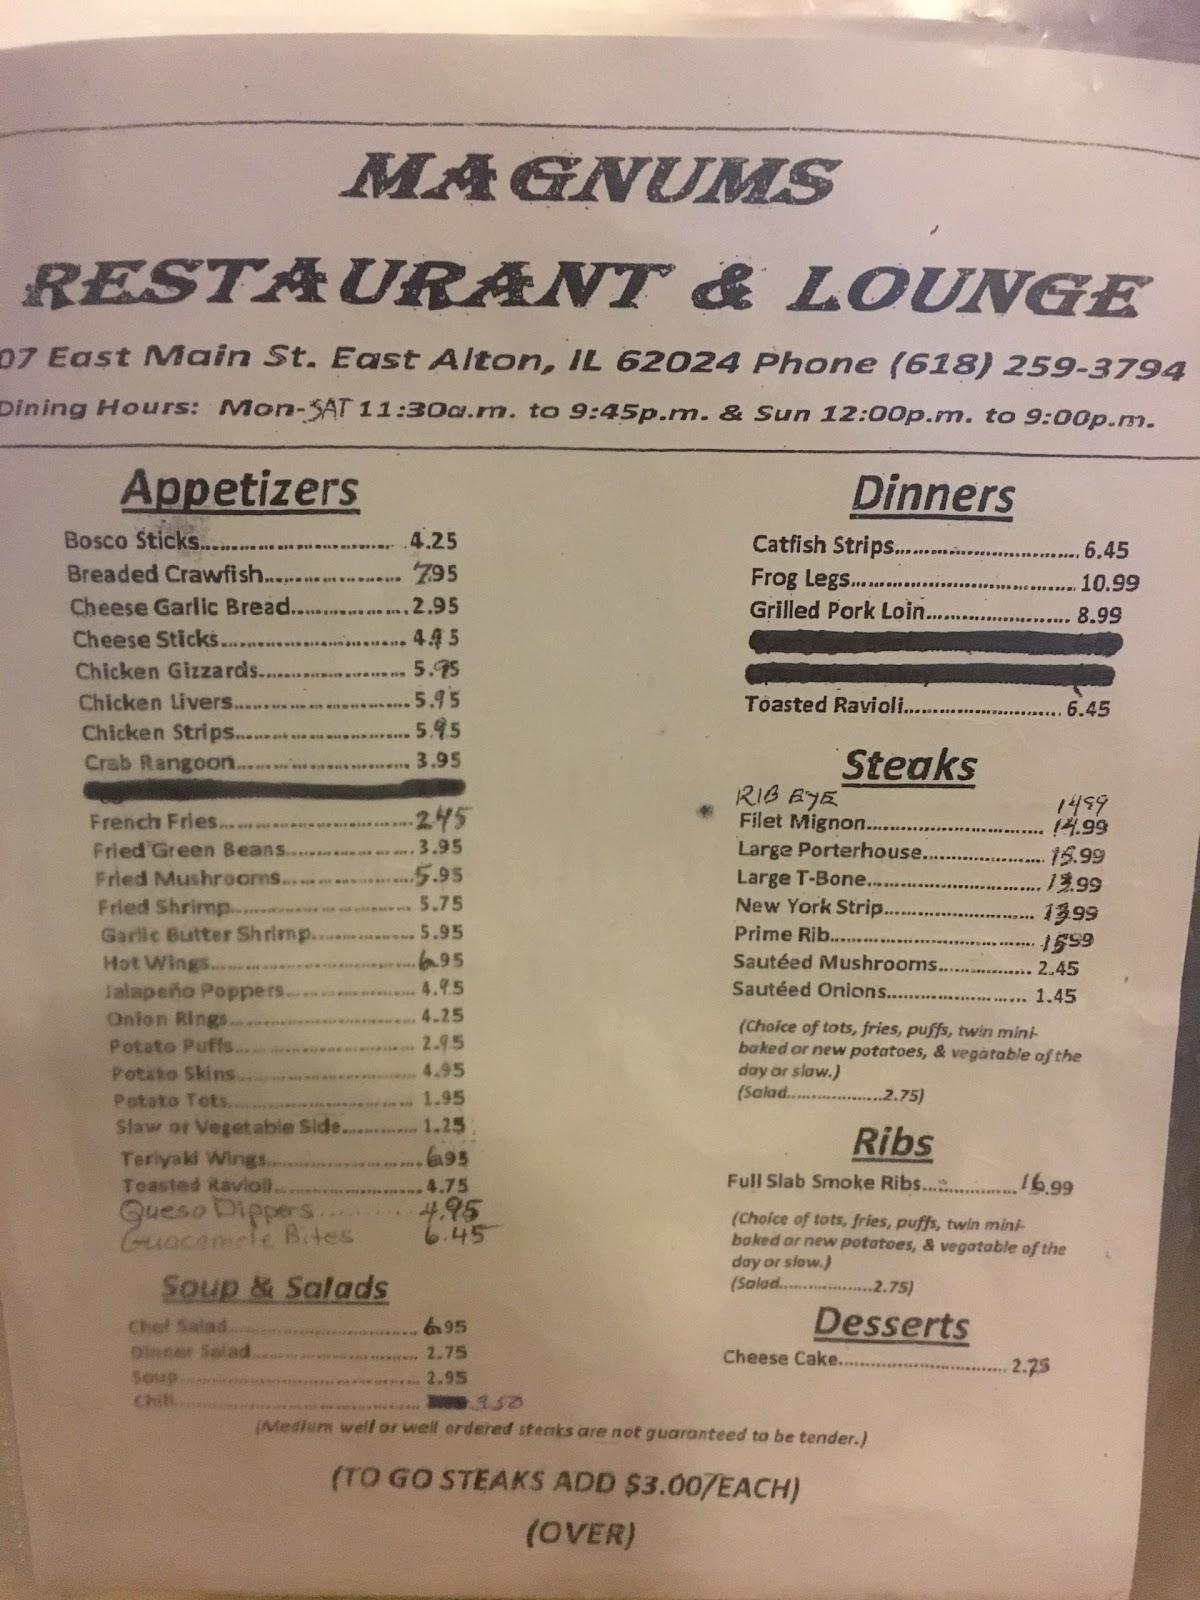 MAGNUMS
RESTAURANT & LOUNGE
07 East Main St. East Alton, IL 62024 Phone (618) 259-3794
Dining Hours: Mon-SAT 11:30a.m. to 9:45p.m. & Sun 12:00p.m. to 9:00p.m.
Appetizers
Bosco Sticks 4.25
Breaded Crawfish 7.95
Cheese Garlic Bread 2.95
Cheese Sticks 4.95
Chicken Gizzards 5.95
Chicken Livers 5.95
Chicken Strips 5.95
Crab Rangoon 3.95
French Fries 2.45
Fried Green Beans 3.95
Fried Mushrooms 5.95
Fried Shrimp 5.75
Garlic Butter Shrimp 5.95
Hot Wings 6.95
Jalapeño Poppers 4.95
Onion Rings 4.25
Potato Puffs 2.95
Potato Skins 4.95
Potato Tots 1.95
Slaw or Vegetable Side 1.25
Teriyaki Wings 6.95
Toasted Ravioli 4.75
Queso Dippers 4.95
Guacamole Bites 6.45
Soup & Salads
Chef Salad 6.95
Dinner Salad 2.75
Soup 2.95
Chili 3.50
Dinners
Catfish Strips 6.45
Frog Legs 10.99
Grilled Pork Loin 8.99
Toasted Ravioli 6.45
Steaks
RIB EYE 1499
Filet Mignon 14.99
Large Porterhouse
Large T-Bone
New York Strip
Prime Rib
Sautéed Mushrooms 2.45
Sautéed Onions 1.45
(Choice of tots, fries, puffs, twin mini-
baked or new potatoes, & vegatable of the
day or slaw.)
(Salad 2.75)
Ribs
Full Slab Smoke Ribs 16.99
(Choice of tots, fries, puffs, twin mini-
baked or new potatoes, & vegatable of the
day or slaw.)
(Salad 2.75)
Desserts
Cheese Cake 2.75
(Medium well or well ordered steaks are not guaranteed to be tender.)
(TO GO STEAKS ADD $3.00/EACH)
(OVER)